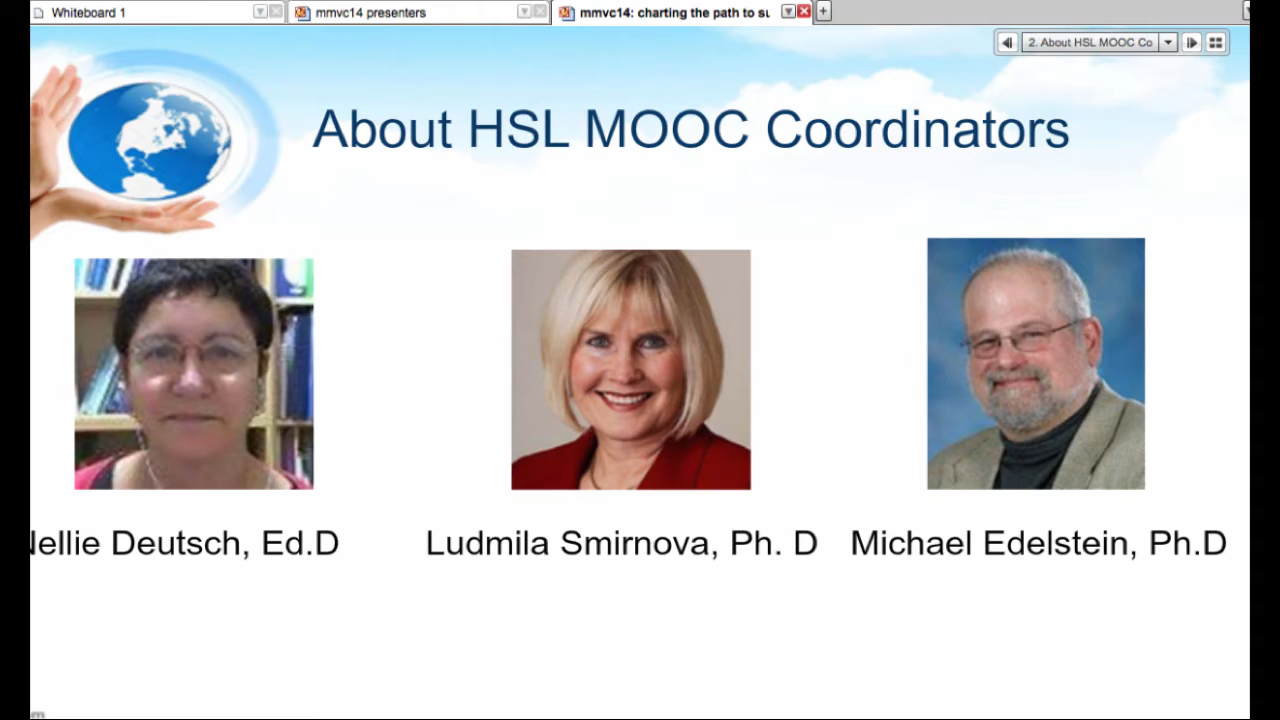 Whiteboard 1
mmvc14 presenters
mmvc14: charting the path to su
2. About HSL MOOC Co
About HSL MOOC Coordinators
Nellie Deutsch, Ed.D
Ludmila Smirnova, Ph. D
Michael Edelstein, Ph.D